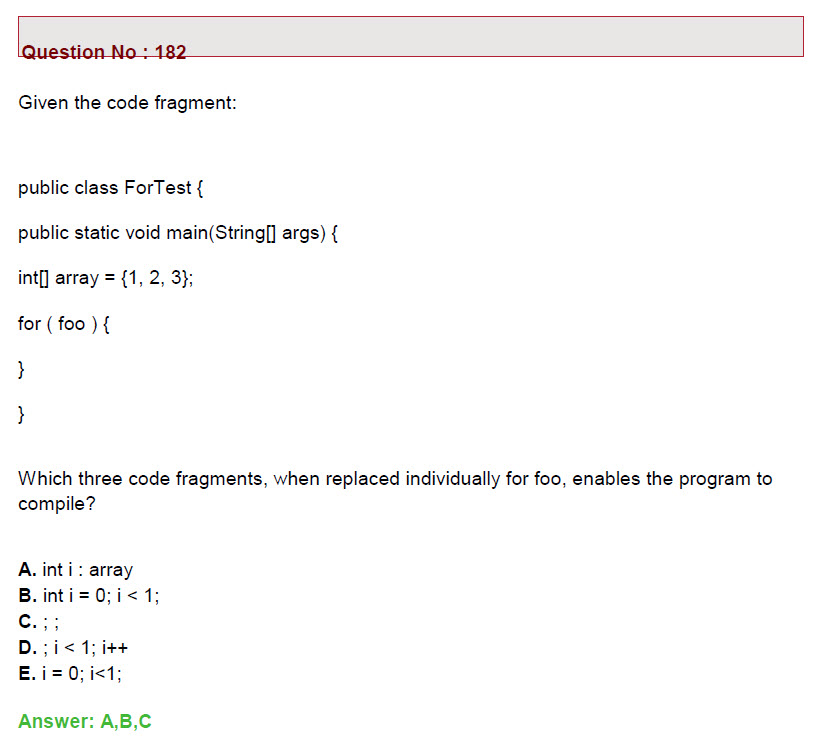 Question No : 182
Given the code fragment:
public class ForTest {
public static void main(String[] args) {
int[] array = {1, 2, 3};
for ( foo ) {
}
}
Which three code fragments, when replaced individually for foo, enables the program to
compile?
A. int i : array
B. int i = 0; i < 1;
C. ; ;
D. ; i < 1; i++
E. i = 0; i<1;
Answer: A,B,C